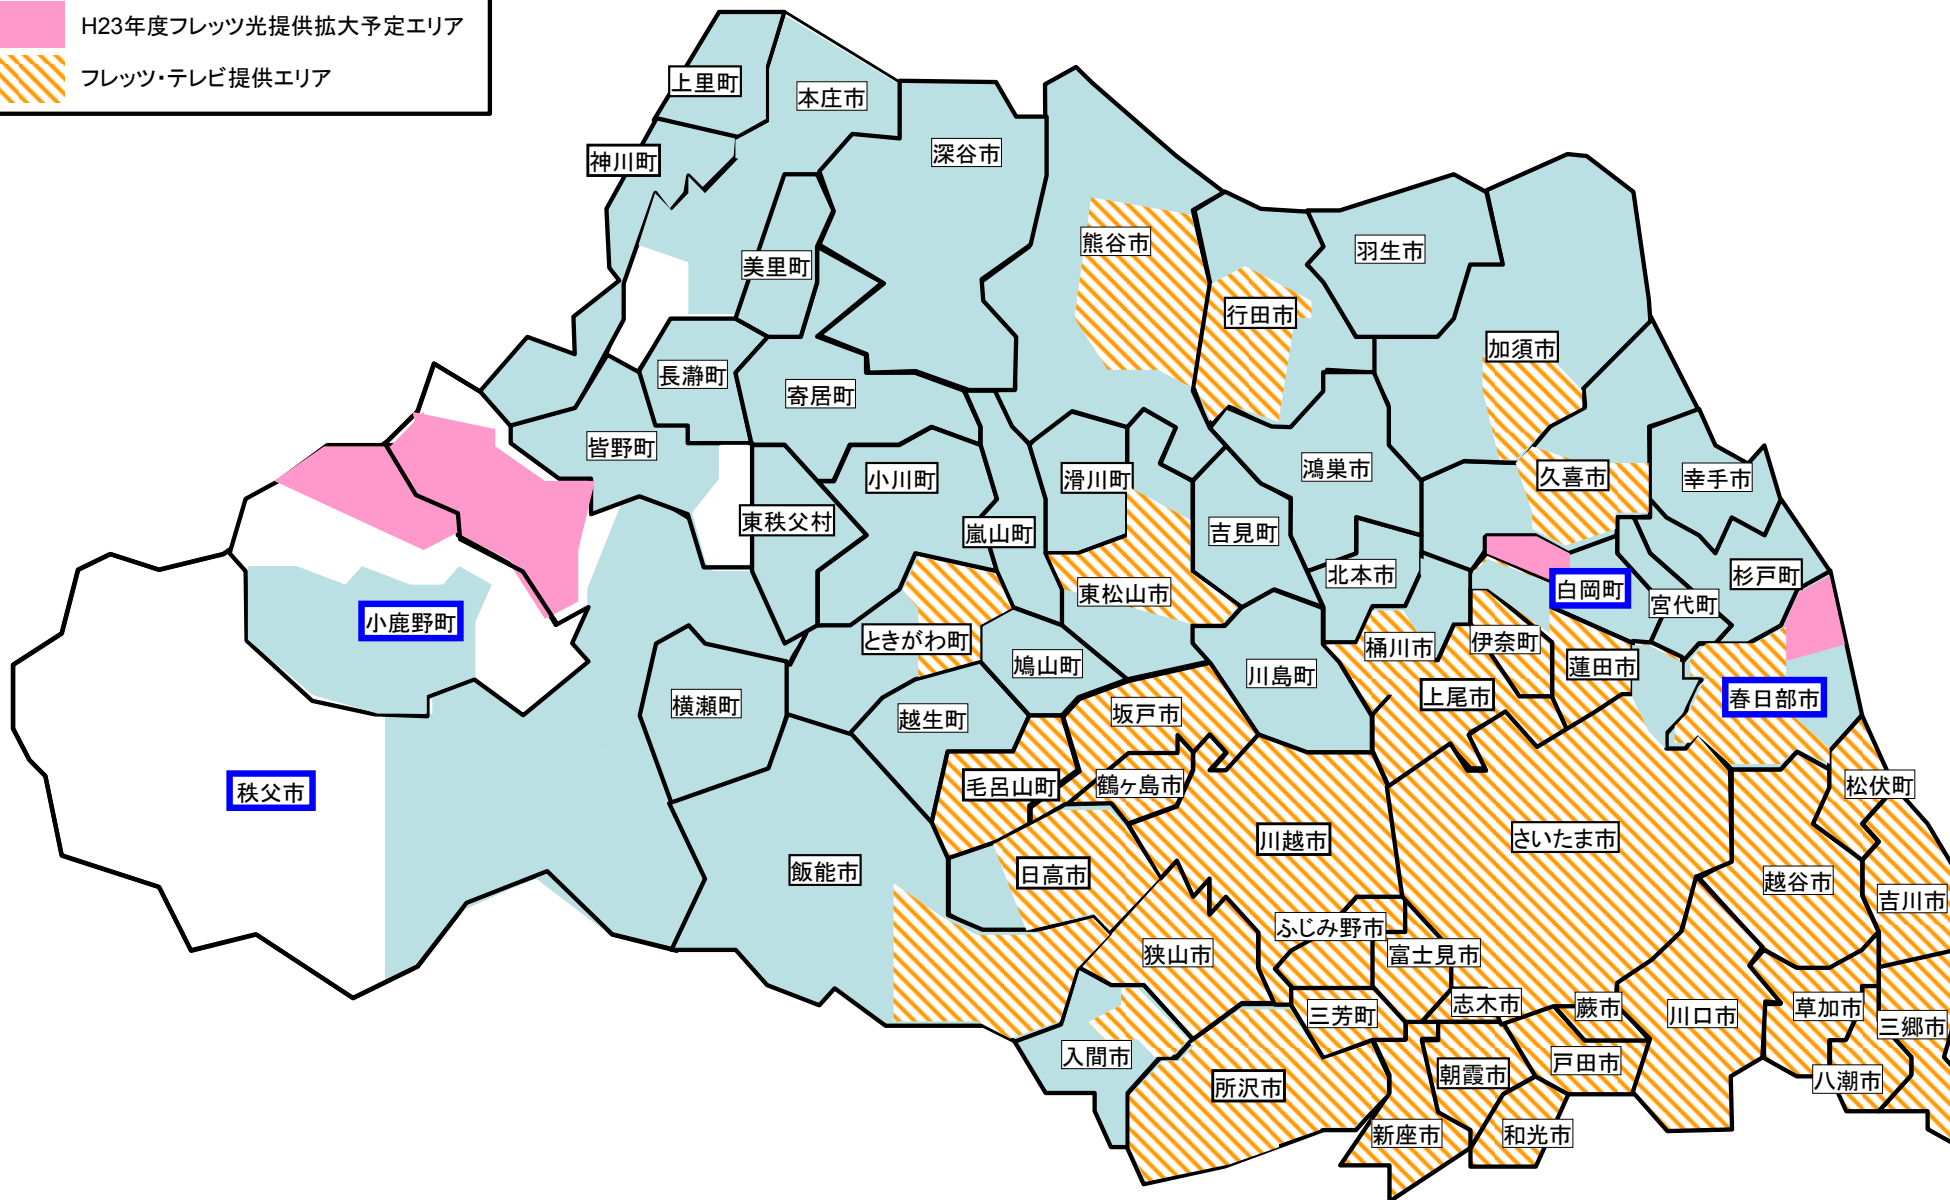 H23年度フレッツ光提供拡大予定エリア
フレッツ・テレビ提供エリア
上里町
本庄市
神川町
深谷市
美里町
熊谷市
羽生市
行田市
加須市
長瀞町
寄居町
皆野町
小川町
滑川町
鴻巣市
久喜市
幸手市
東秩父村
嵐山町
吉見町
北本市
杉戸町
白岡町
宮代町
東松山市
小鹿野町
ときがわ町
桶川市
伊奈町
鳩山町
川島町
蓮田市
横瀬町
越生町
坂戸市
上尾市
春日部市
秩父市
毛呂山町
鶴ヶ島市
松伏町
川越市
さいたま市
飯能市
日高市
越谷市
吉川市
ふじみ野市
狭山市
富士見市
三芳町
志木市
蕨市
川口市
草加市
三郷市
入間市
所沢市
朝霞市
戸田市
八潮市
新座市
和光市